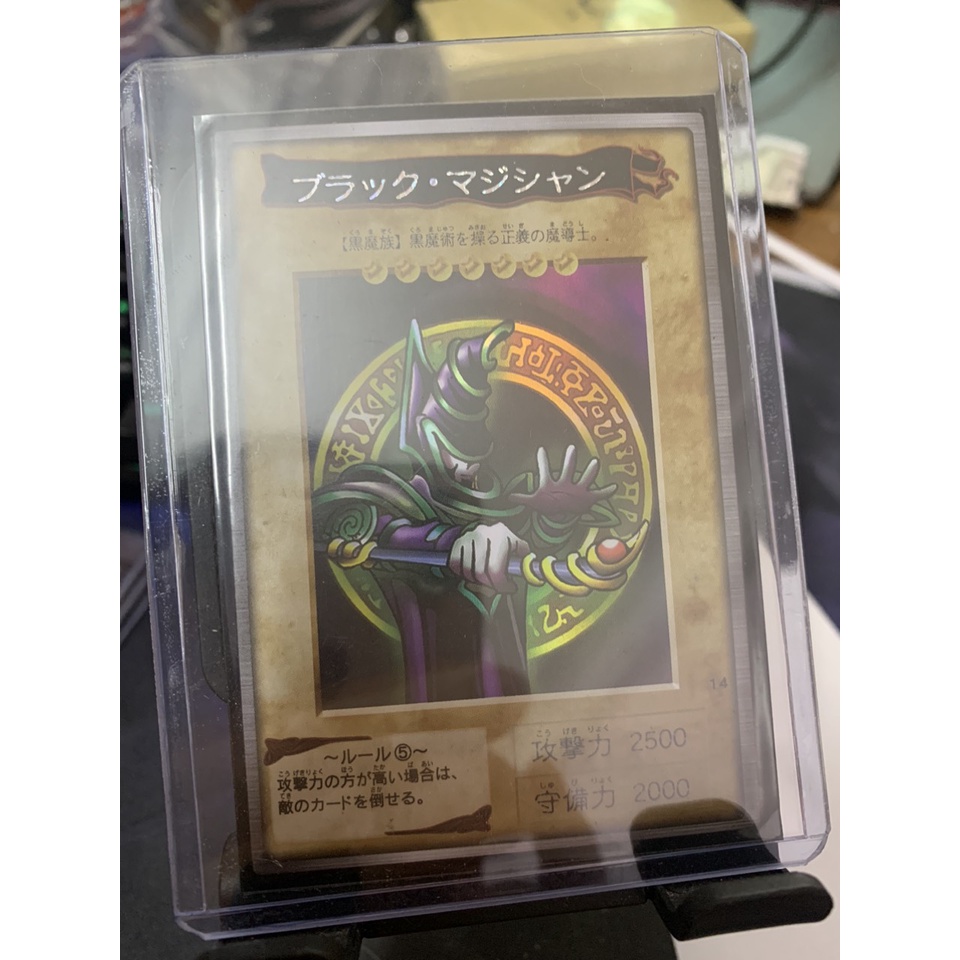 ブラック・マジシャン
【黒魔族】黒魔術を操る正義の魔導士。
14
～ルール⑤～
攻撃力の方が高い場合は、
敵のカードを倒せる。
攻撃力 2500
守備力 2000